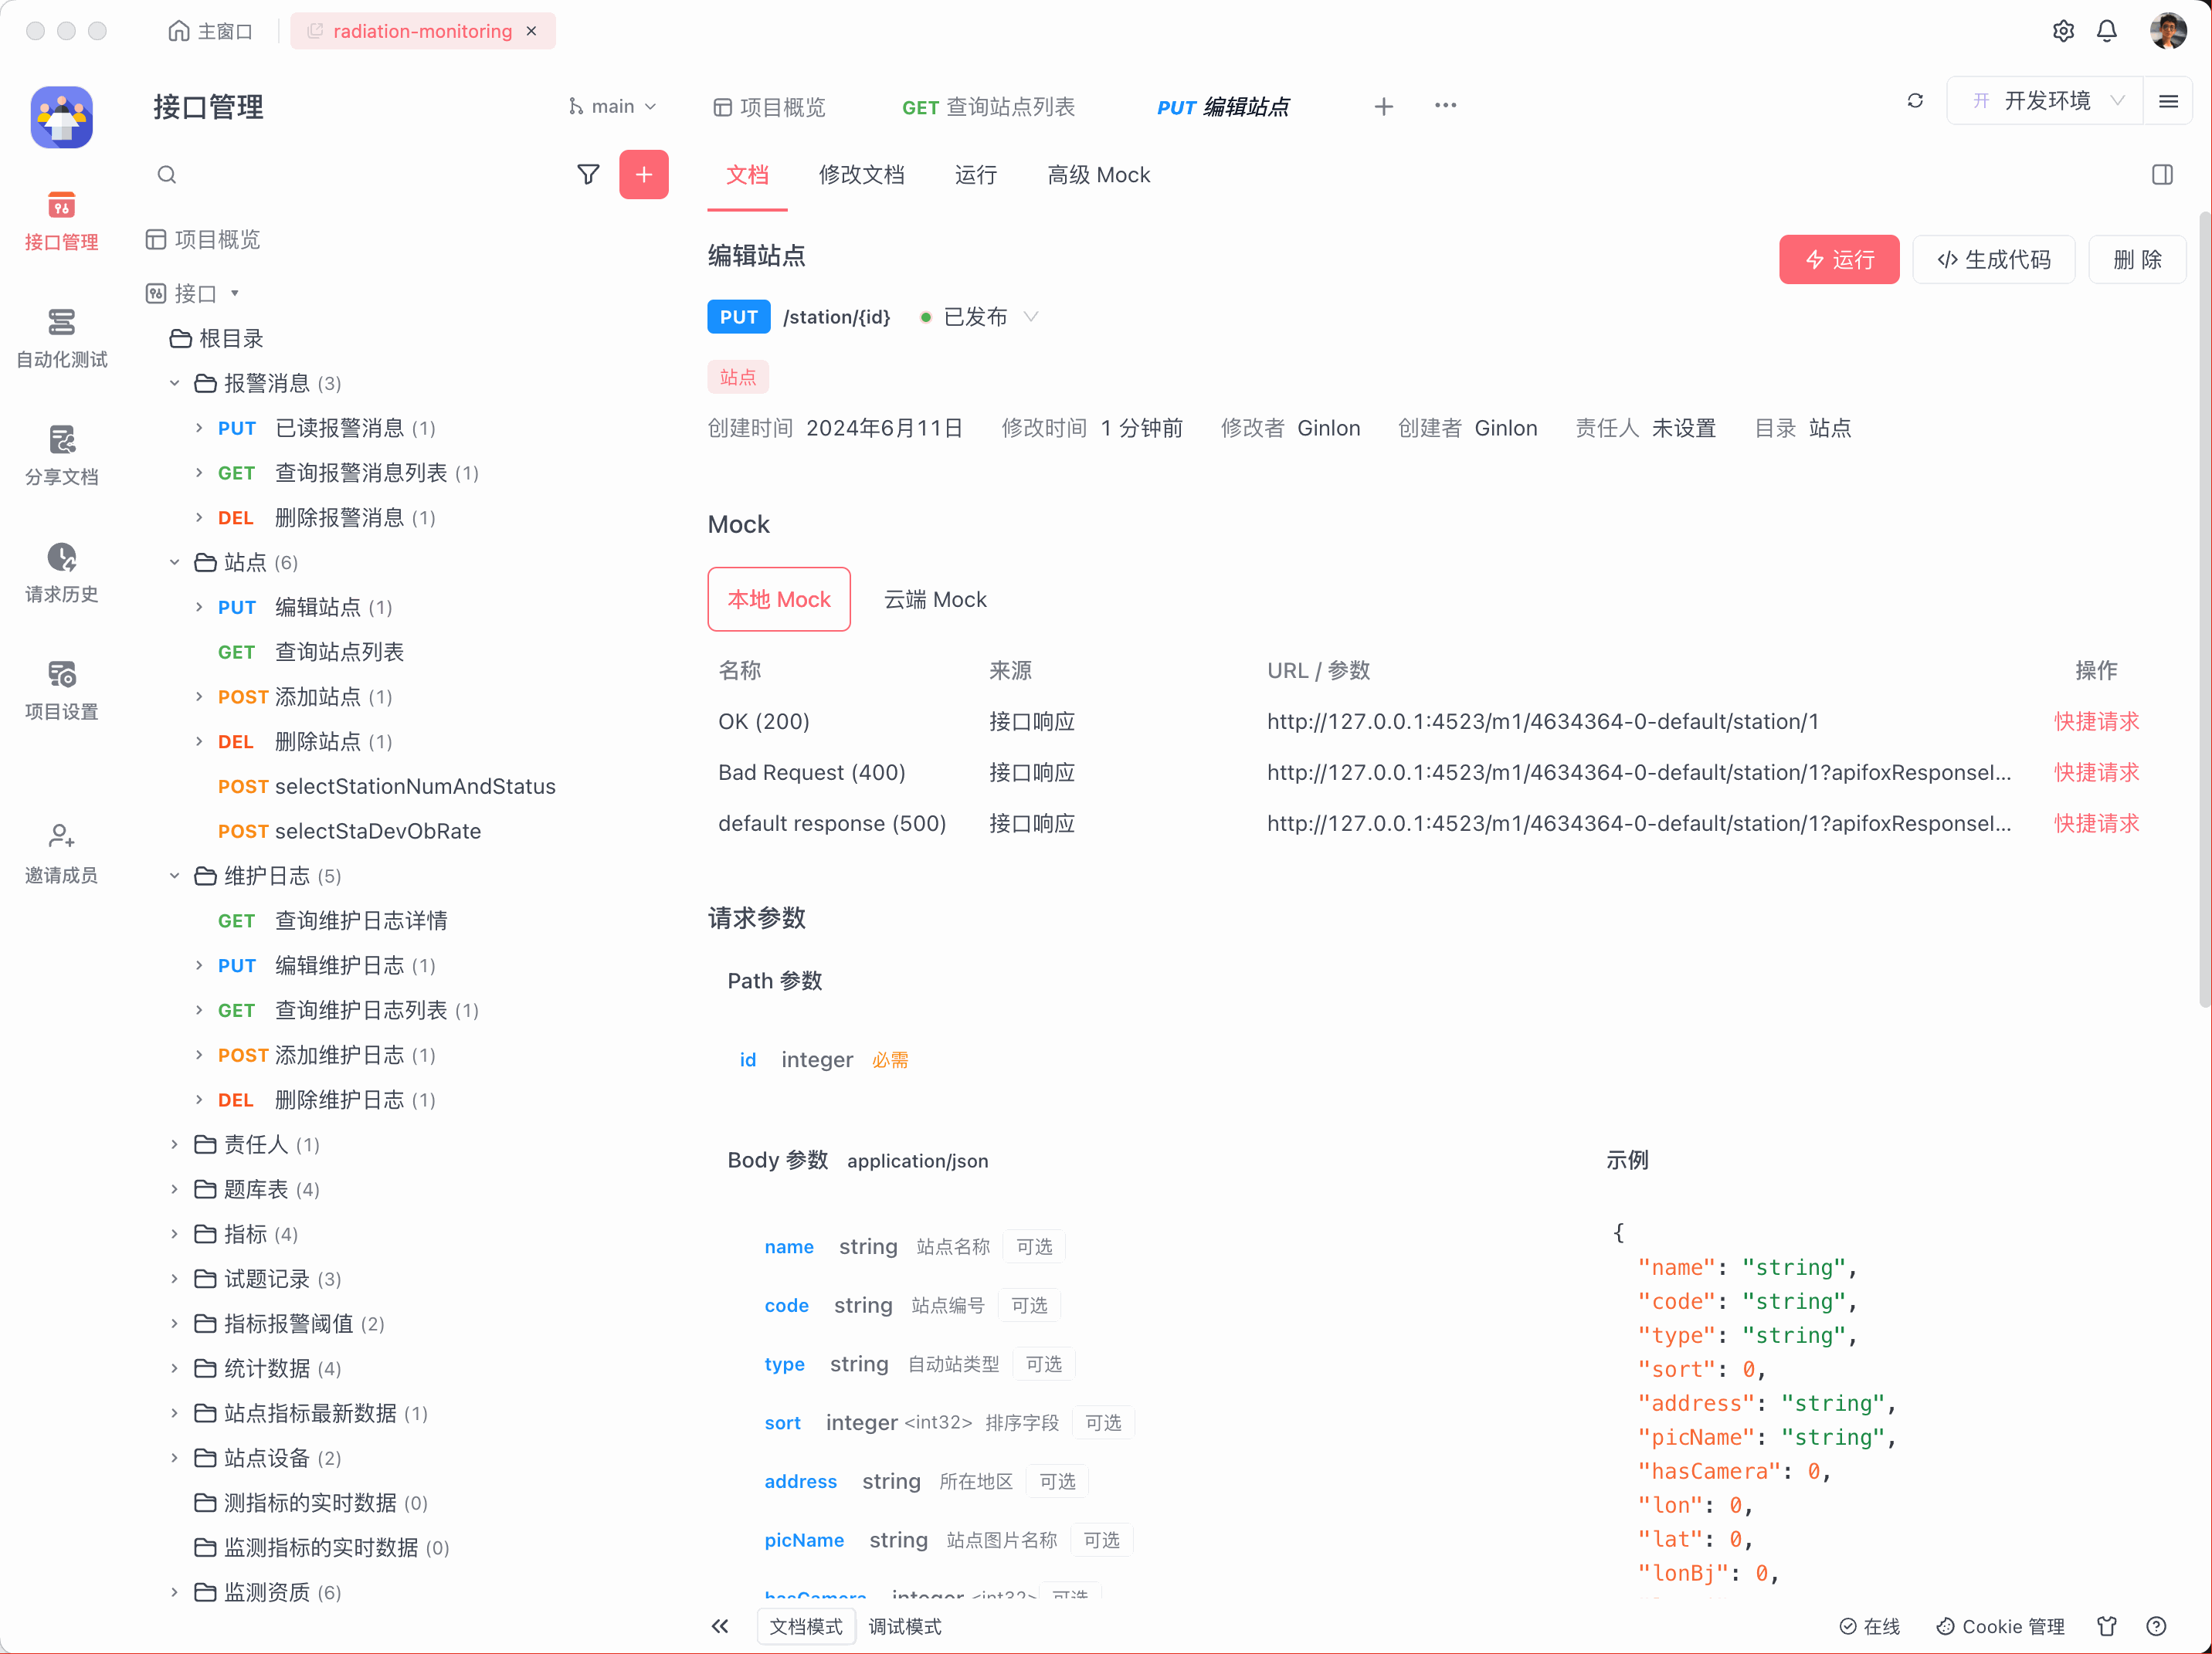 主窗口
radiation-monitoring
接口管理
main
项目概览
GET 查询站点列表
PUT 编辑站点
开 开发环境
接口管理
自动化测试
分享文档
请求历史
项目设置
邀请成员
项目概览
接口
根目录
报警消息 (3)
PUT 已读报警消息 (1)
GET 查询报警消息列表 (1)
DEL 删除报警消息 (1)
站点 (6)
PUT 编辑站点 (1)
GET 查询站点列表
POST 添加站点 (1)
DEL 删除站点 (1)
POST selectStationNumAndStatus
POST selectStaDevObRate
维护日志 (5)
GET 查询维护日志详情
PUT 编辑维护日志 (1)
GET 查询维护日志列表 (1)
POST 添加维护日志 (1)
DEL 删除维护日志 (1)
责任人 (1)
题库表 (4)
指标 (4)
试题记录 (3)
指标报警阈值 (2)
统计数据 (4)
站点指标最新数据 (1)
站点设备 (2)
测指标的实时数据 (0)
监测指标的实时数据 (0)
监测资质 (6)
文档 修改文档 运行 高级 Mock
编辑站点
运行 生成代码 删 除
PUT /station/{id} 已发布
站点
创建时间 2024年6月11日 修改时间 1 分钟前 修改者 Ginlon 创建者 Ginlon 责任人 未设置 目录 站点
Mock
本地 Mock 云端 Mock
名称 来源 URL / 参数 操作
OK (200) 接口响应 http://127.0.0.1:4523/m1/4634364-0-default/station/1 快捷请求
Bad Request (400) 接口响应 http://127.0.0.1:4523/m1/4634364-0-default/station/1?apifoxResponseI... 快捷请求
default response (500) 接口响应 http://127.0.0.1:4523/m1/4634364-0-default/station/1?apifoxResponseI... 快捷请求
请求参数
Path 参数
id integer 必需
Body 参数 application/json
name string 站点名称 可选
code string 站点编号 可选
type string 自动站类型 可选
sort integer <int32> 排序字段 可选
address string 所在地区 可选
picName string 站点图片名称 可选
hasCamera integer <int32> 可选
示例
{
"name": "string",
"code": "string",
"type": "string",
"sort": 0,
"address": "string",
"picName": "string",
"hasCamera": 0,
"lon": 0,
"lat": 0,
"lonBj": 0,
文档模式 调试模式
在线 Cookie 管理